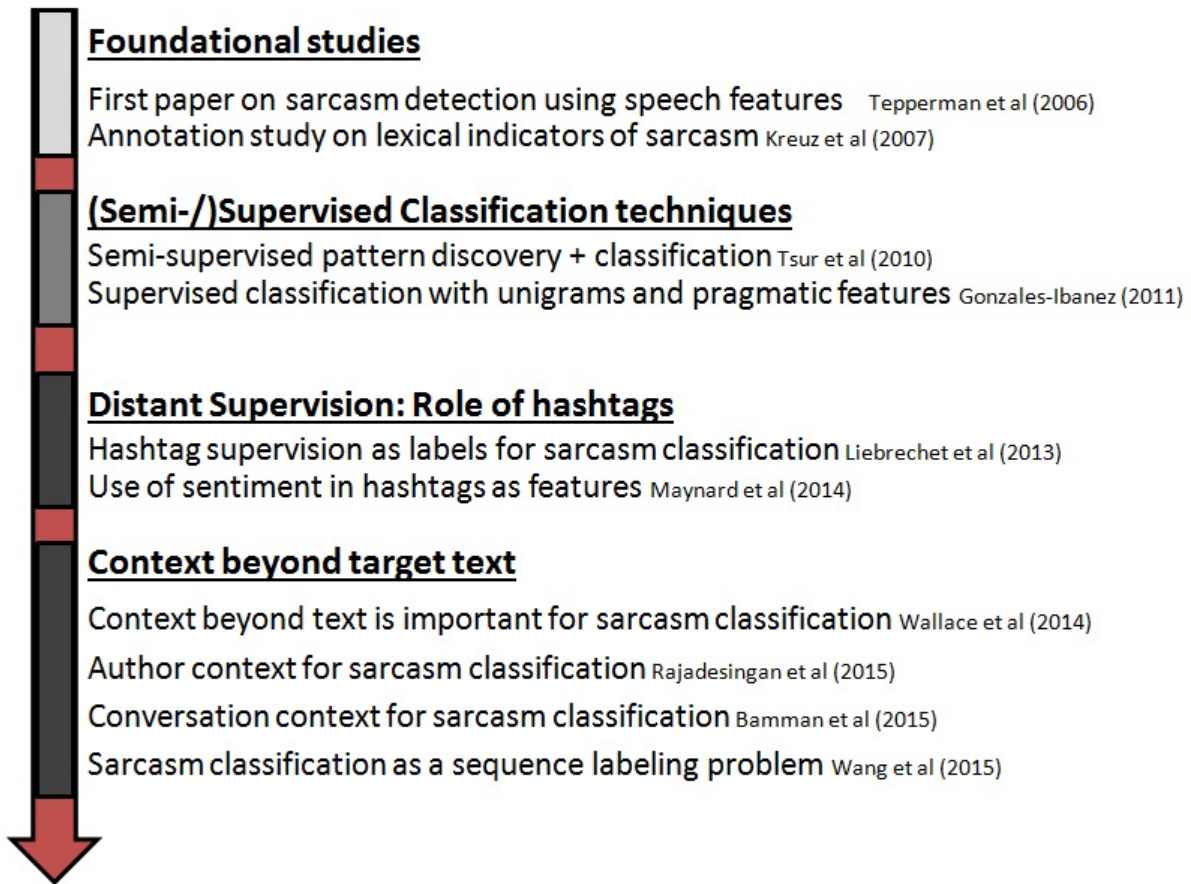 Foundational studies
First paper on sarcasm detection using speech features Tepperman et al (2006)
Annotation study on lexical indicators of sarcasm Kreuz et al (2007)
(Semi-/)Supervised Classification techniques
Semi-supervised pattern discovery + classification Tsur et al (2010)
Supervised classification with unigrams and pragmatic features Gonzales-Ibanez (2011)
Distant Supervision: Role of hashtags
Hashtag supervision as labels for sarcasm classification Liebrechet et al (2013)
Use of sentiment in hashtags as features Maynard et al (2014)
Context beyond target text
Context beyond text is important for sarcasm classification Wallace et al (2014)
Author context for sarcasm classification Rajadesingan et al (2015)
Conversation context for sarcasm classification Bamman et al (2015)
Sarcasm classification as a sequence labeling problem Wang et al (2015)